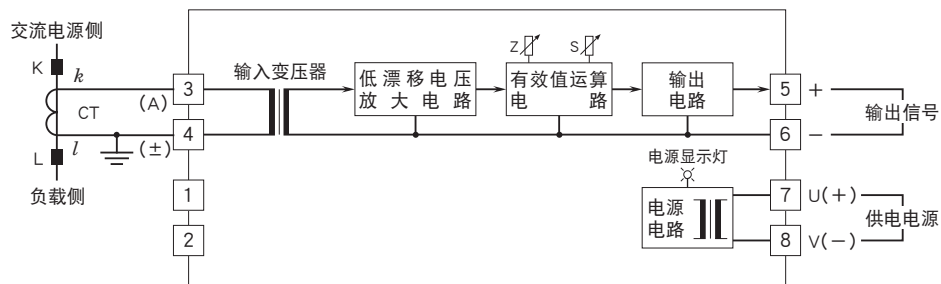 交流电源侧
K
k
CT
L
l
负载侧
(A)
(±)
3
4
1
2
输入变压器
低漂移电压
放大电路
Z
S
有效值运算
电路
输出
电路
5
+
6
−
输出信号
电源显示灯
电源
电路
7
U(+)
8
V(−)
供电电源